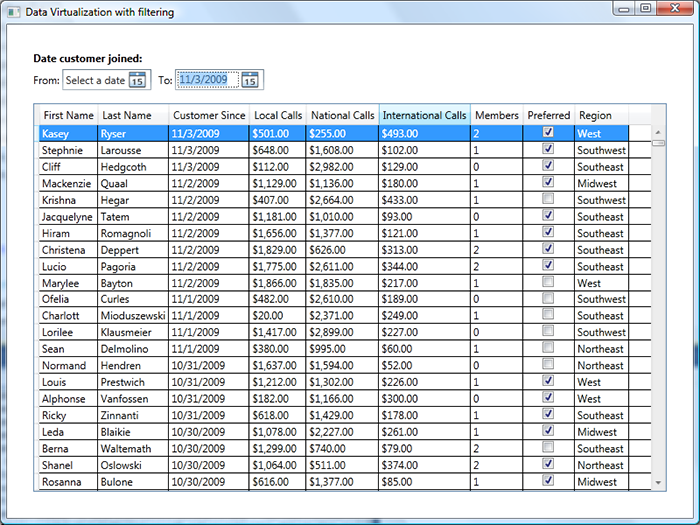 Data Virtualization with filtering
Date customer joined:
From: Select a date 15 To: 11/3/2009 15
First Name Last Name Customer Since Local Calls National Calls International Calls Members Preferred Region
Kasey Ryser 11/3/2009 $501.00 $255.00 $493.00 2 West
Stephnie Larousse 11/3/2009 $648.00 $1,608.00 $102.00 1 Southwest
Cliff Hedgcoth 11/3/2009 $112.00 $2,982.00 $129.00 0 Southeast
Mackenzie Quaal 11/2/2009 $1,129.00 $1,136.00 $180.00 1 Midwest
Krishna Hegar 11/2/2009 $407.00 $2,664.00 $433.00 1 Southwest
Jacquelyne Tatem 11/2/2009 $1,181.00 $1,010.00 $93.00 0 Southeast
Hiram Romagnoli 11/2/2009 $1,656.00 $1,377.00 $121.00 1 Southeast
Christena Deppert 11/2/2009 $1,829.00 $626.00 $313.00 2 Southeast
Lucio Pagoria 11/2/2009 $1,775.00 $2,611.00 $344.00 2 Southeast
Marylee Bayton 11/2/2009 $1,866.00 $1,835.00 $217.00 1 West
Ofelia Curles 11/1/2009 $482.00 $2,610.00 $189.00 0 Southwest
Charlott Mioduszewski 11/1/2009 $20.00 $2,371.00 $249.00 1 Southeast
Lorilee Klausmeier 11/1/2009 $1,417.00 $2,899.00 $227.00 0 Southwest
Sean Delmolino 11/1/2009 $380.00 $995.00 $60.00 1 Northeast
Normand Hendren 10/31/2009 $1,637.00 $1,594.00 $52.00 0 Northeast
Louis Prestwich 10/31/2009 $1,212.00 $1,302.00 $226.00 1 West
Alphonse Vanfossen 10/31/2009 $182.00 $1,166.00 $300.00 0 West
Ricky Zinnanti 10/31/2009 $618.00 $1,429.00 $178.00 1 Southeast
Leda Blaikie 10/30/2009 $1,078.00 $2,227.00 $261.00 1 Midwest
Berna Waltemath 10/30/2009 $1,299.00 $740.00 $79.00 2 Southeast
Shanel Oslowski 10/30/2009 $1,064.00 $511.00 $374.00 2 Northeast
Rosanna Bulone 10/30/2009 $616.00 $1,377.00 $85.00 1 Midwest